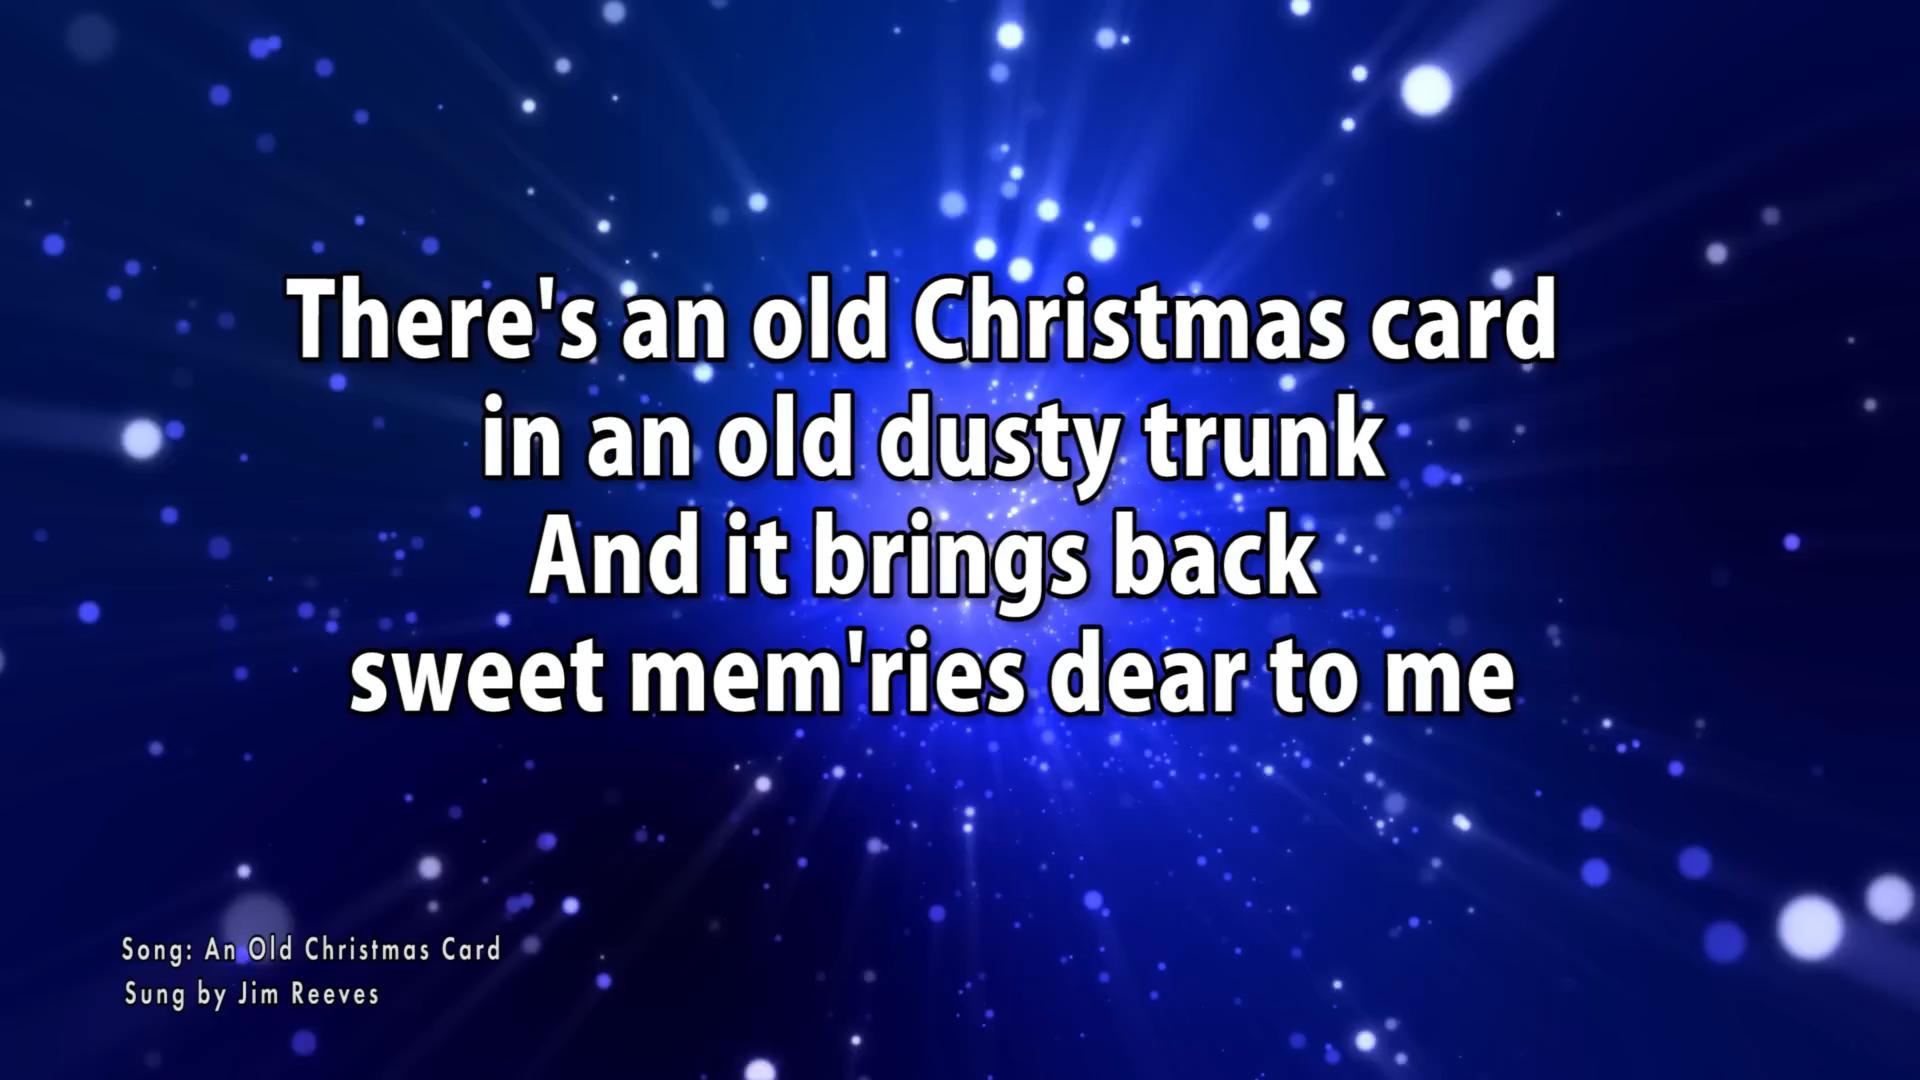 There's an old Christmas card
in an old dusty trunk
And it brings back
sweet mem'ries dear to me
Song: An Old Christmas Card
Sung by Jim Reeves